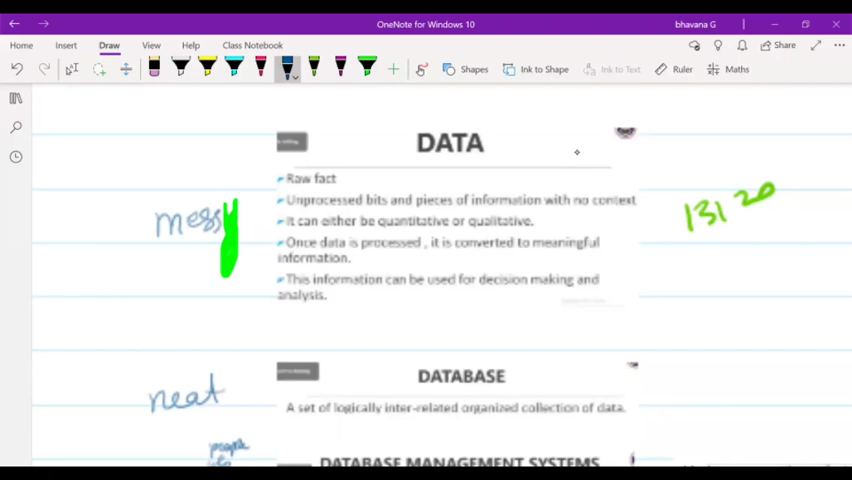 OneNote for Windows 10
bhavana G
Home Insert Draw View Help Class Notebook
Share
Shapes Ink to Shape Ink to Text Ruler Maths
DATA
Raw fact
Unprocessed bits and pieces of information with no context
It can either be quantitative or qualitative.
Once data is processed , it is converted to meaningful
information.
This information can be used for decision making and
analysis.
messy
131 20
DATABASE
A set of logically inter-related organized collection of data.
neat
people
DATABASE MANAGEMENT SYSTEMS